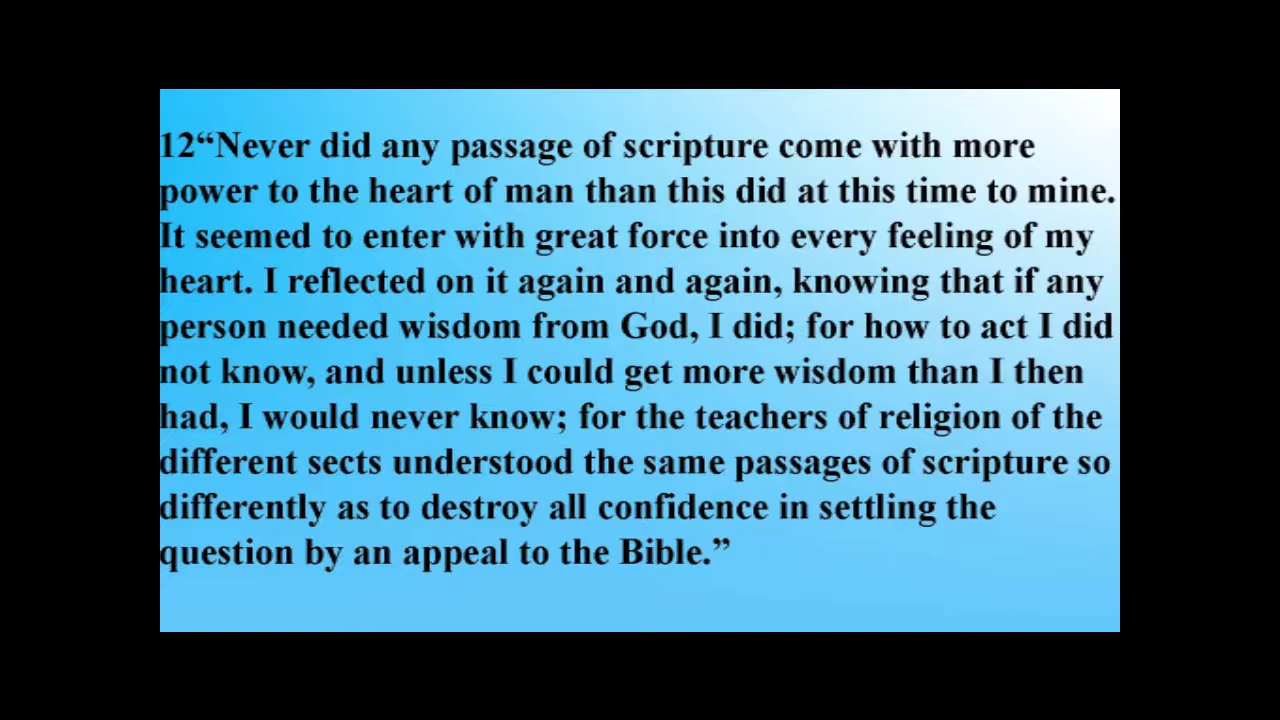 12“Never did any passage of scripture come with more
power to the heart of man than this did at this time to mine.
It seemed to enter with great force into every feeling of my
heart. I reflected on it again and again, knowing that if any
person needed wisdom from God, I did; for how to act I did
not know, and unless I could get more wisdom than I then
had, I would never know; for the teachers of religion of the
different sects understood the same passages of scripture so
differently as to destroy all confidence in settling the
question by an appeal to the Bible.”